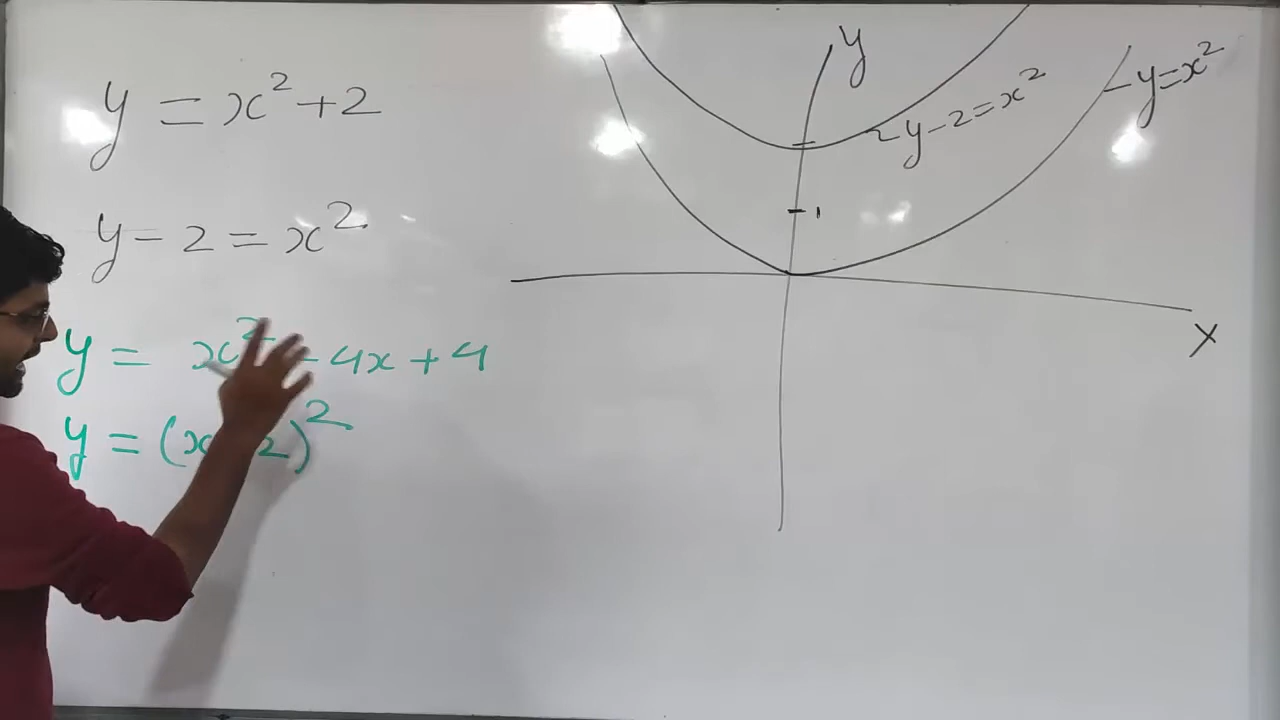 y = x² + 2
y - 2 = x²
y = x² - 4x + 4
y = (x 2)²
y
y - 2 = x²
y = x²
1
X